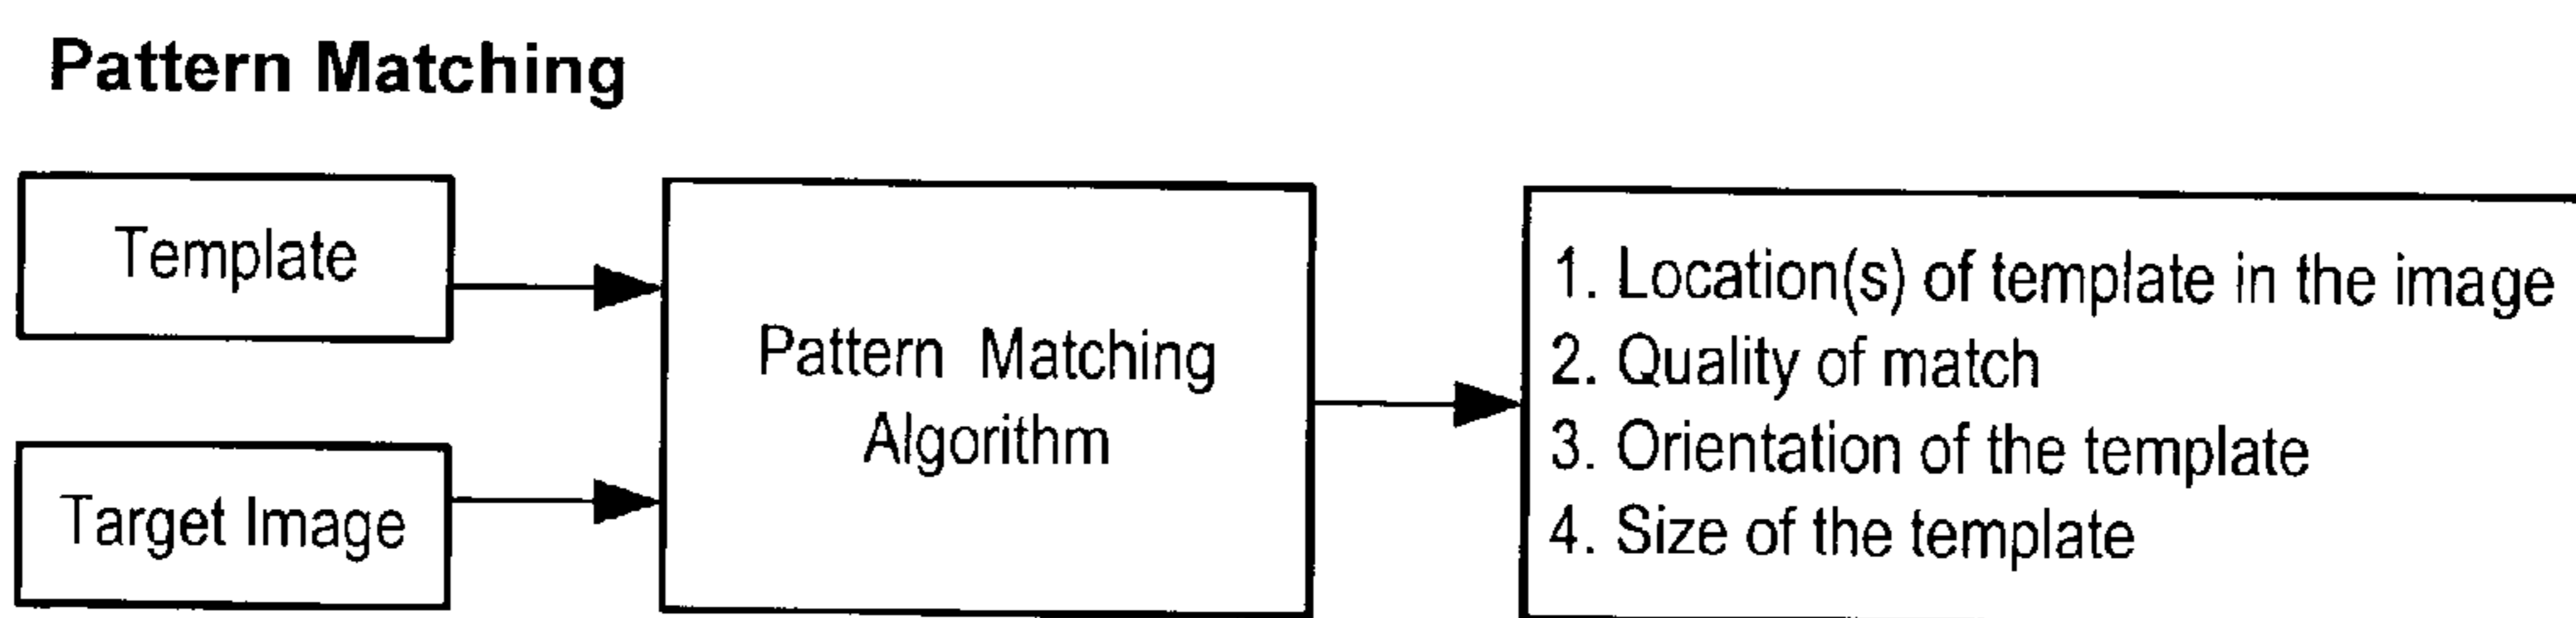 Pattern Matching
Template
Target Image
Pattern Matching
Algorithm
1. Location(s) of template in the image
2. Quality of match
3. Orientation of the template
4. Size of the template